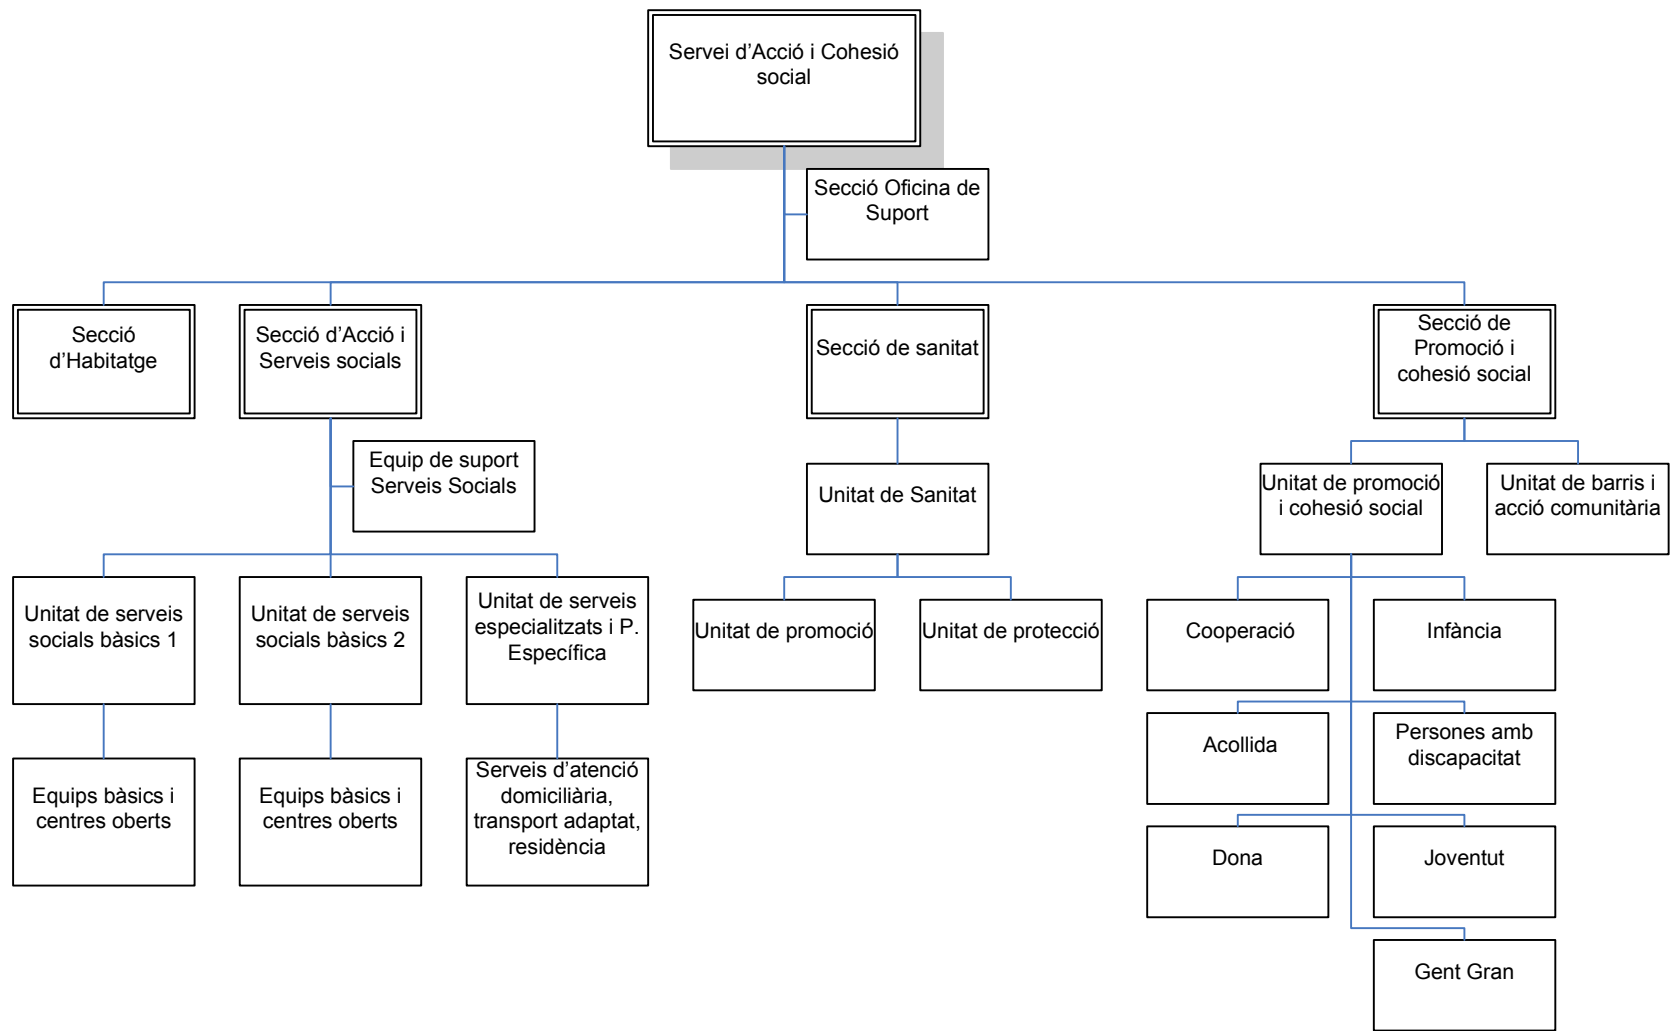 Servei d'Acció i Cohesió
social
Secció Oficina de
Suport
Secció
d'Habitatge
Secció d'Acció i
Serveis socials
Secció de sanitat
Secció de
Promoció i
cohesió social
Equip de suport
Serveis Socials
Unitat de Sanitat
Unitat de promoció
i cohesió social
Unitat de barris i
acció comunitària
Unitat de serveis
socials bàsics 1
Unitat de serveis
socials bàsics 2
Unitat de serveis
especialitzats i P.
Específica
Unitat de promoció
Unitat de protecció
Cooperació
Infància
Acollida
Persones amb
discapacitat
Equips bàsics i
centres oberts
Equips bàsics i
centres oberts
Serveis d'atenció
domiciliària,
transport adaptat,
residència
Dona
Joventut
Gent Gran